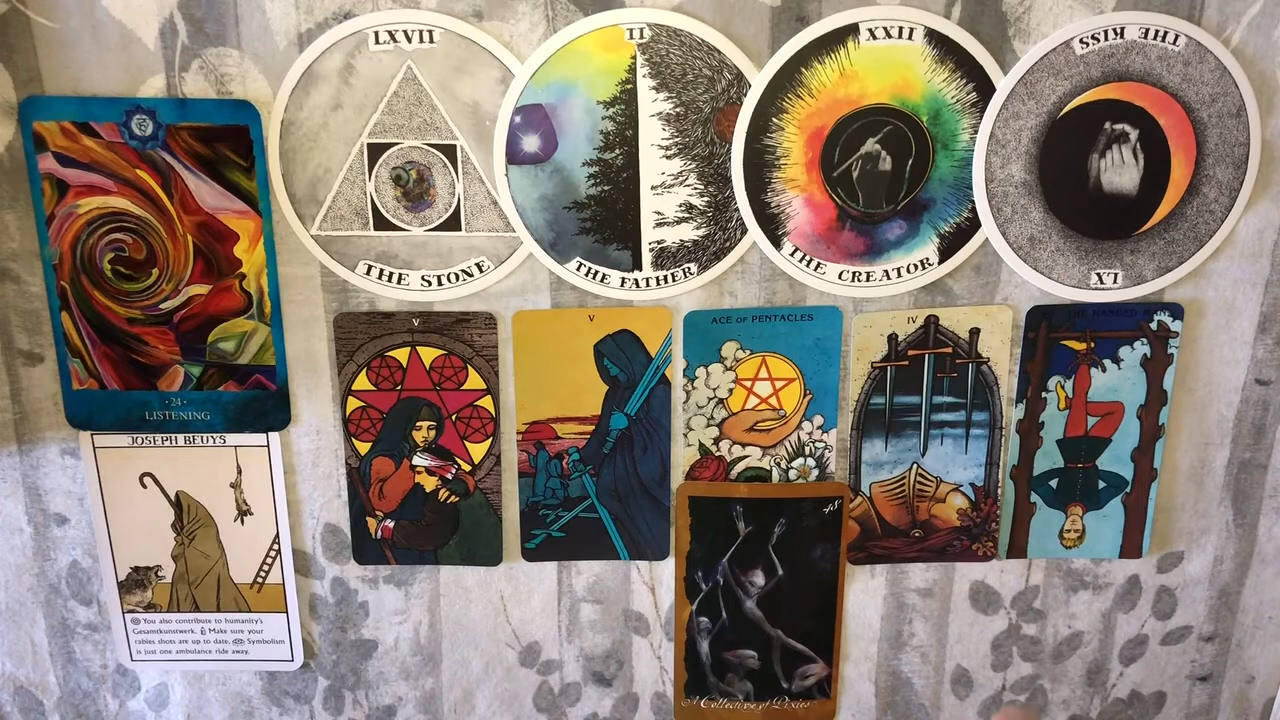 LXVII
THE STONE
II
THE FATHER
XXII
THE CREATOR
THE KISS
LX
·24·
LISTENING
JOSEPH BEUYS
You also contribute to humanity's
Gesamtkunstwerk. Make sure your
rabies shots are up to date. Symbolism
is just one ambulance ride away.
V
V
ACE OF PENTACLES
IV
THE HANGED MAN
A Collective of Pixies